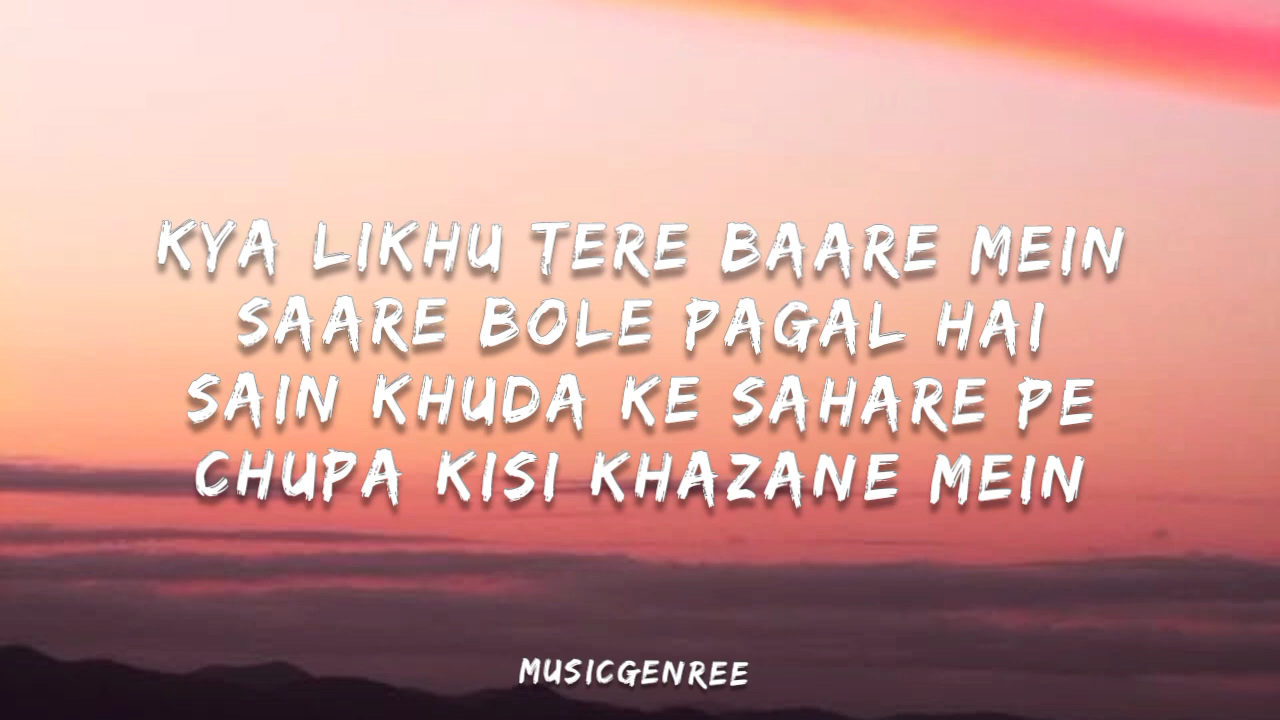 KYA LIKHU TERE BAARE MEIN
SAARE BOLE PAGAL HAI
SAIN KHUDA KE SAHARE PE
CHUPA KISI KHAZANE MEIN
MUSICGENREE